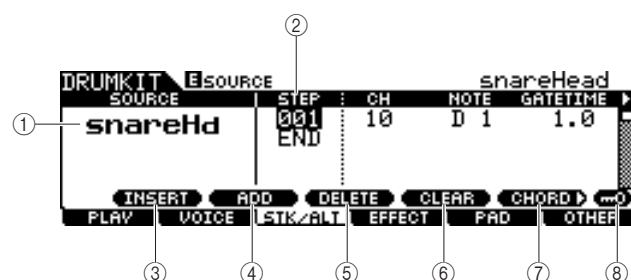 ②
DRUMKIT E SOURCE snareHead
SOURCE STEP CH NOTE GATETIME
① snareHd 001 10 D 1 1.0
END
INSERT ADD DELETE CLEAR CHORD
PLAY VOICE STK/ALT EFFECT PAD OTHER
③ ④ ⑤ ⑥ ⑦ ⑧